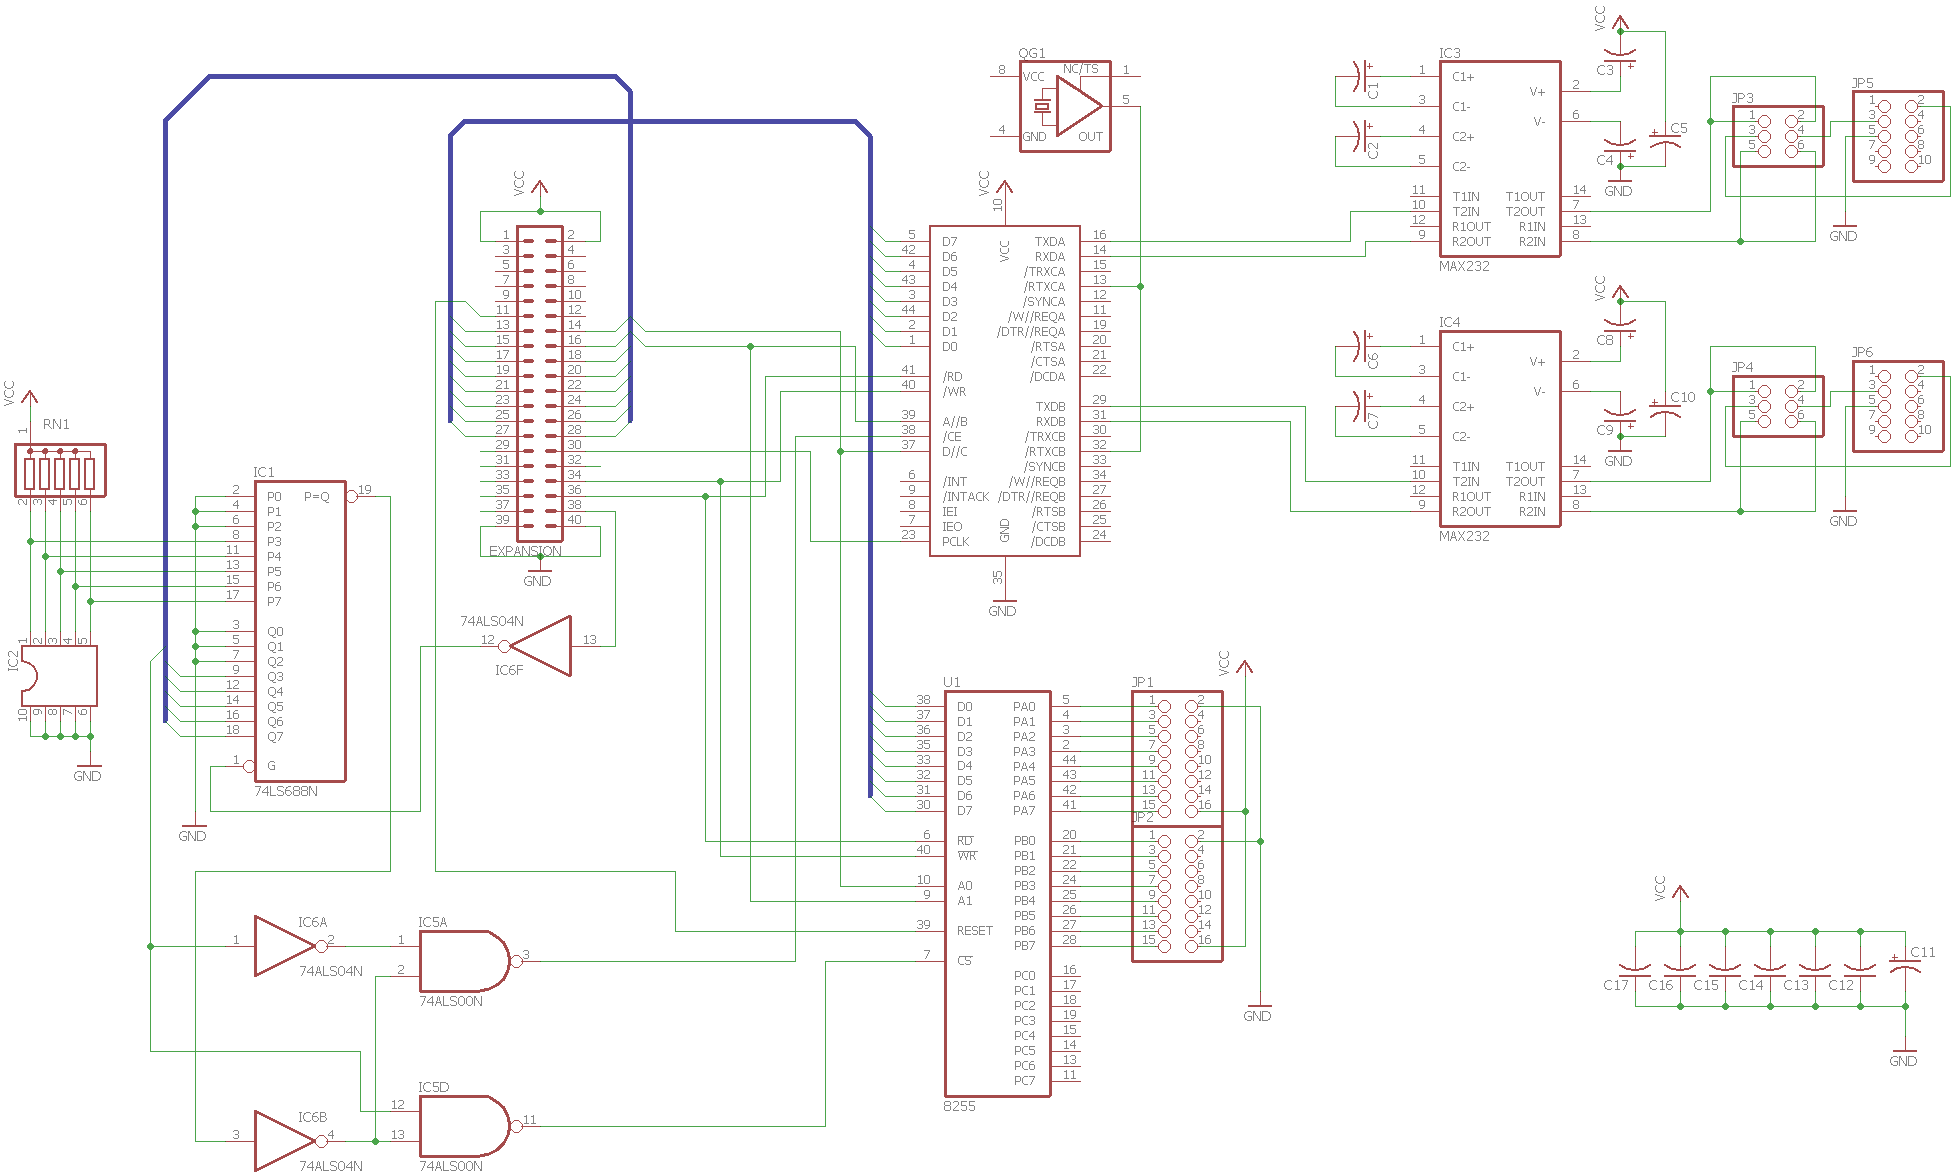 QG1
8 VCC NC/TS 1
5
4 GND OUT
IC3
1 C1+
3 C1-
4 C2+
5 C2-
11 T1IN T1OUT 14
10 T2IN T2OUT 7
12 R1OUT R1IN 13
9 R2OUT R2IN 8
V+ 2
V- 6
MAX232
C1
C2
VCC
C3
C4
C5
GND
JP3
1 2
3 4
5 6
JP5
1 2
3 4
5 6
7 8
9 10
GND
IC4
1 C1+
3 C1-
4 C2+
5 C2-
11 T1IN T1OUT 14
10 T2IN T2OUT 7
12 R1OUT R1IN 13
9 R2OUT R2IN 8
V+ 2
V- 6
MAX232
C6
C7
VCC
C8
C9
C10
GND
JP4
1 2
3 4
5 6
JP6
1 2
3 4
5 6
7 8
9 10
GND
VCC
1 2
3 4
5 6
7 8
9 10
11 12
13 14
15 16
17 18
19 20
21 22
23 24
25 26
27 28
29 30
31 32
33 34
35 36
37 38
39 40
EXPANSION
GND
VCC
10
VCC
5 D7 TXDA 16
42 D6 RXDA 14
4 D5 /TRXCA 15
43 D4 /RTXCA 13
3 D3 /SYNCA 12
44 D2 /W//REQA 11
2 D1 /DTR//REQA 19
1 D0 /RTSA 20
/CTSA 21
41 /RD /DCDA 22
40 /WR
TXDB 29
39 A//B RXDB 31
38 /CE /TRXCB 30
37 D//C /RTXCB 32
/SYNCB 33
6 /INT /W//REQB 34
9 /INTACK /DTR//REQB 27
8 IEI /RTSB 26
7 IEO /CTSB 25
23 PCLK /DCDB 24
GND
35
GND
VCC
1
RN1
2 3 4 5 6
IC2
1 2 3 4 5
10 9 8 7 6
GND
IC1
2 P0 P=Q 19
4 P1
6 P2
8 P3
11 P4
13 P5
15 P6
17 P7
3 Q0
5 Q1
7 Q2
9 Q3
12 Q4
14 Q5
16 Q6
18 Q7
1 G
74LS688N
GND
74ALS04N
12 13
IC6F
U1
38 D0 PA0 5
37 D1 PA1 4
36 D2 PA2 3
35 D3 PA3 2
33 D4 PA4 44
32 D5 PA5 43
31 D6 PA6 42
30 D7 PA7 41
6 RD PB0 20
40 WR PB1 21
PB2 22
10 A0 PB3 24
9 A1 PB4 25
PB5 26
39 RESET PB6 27
PB7 28
7 CS
PC0 16
PC1 17
PC2 18
PC3 19
PC4 15
PC5 14
PC6 13
PC7 11
8255
VCC
JP1
1 2
3 4
5 6
7 8
9 10
11 12
13 14
15 16
JP2
1 2
3 4
5 6
7 8
9 10
11 12
13 14
15 16
GND
IC6A
1 2
74ALS04N
IC5A
1
2
3
74ALS00N
IC6B
3 4
74ALS04N
IC5D
12
13
11
74ALS00N
VCC
C17 C16 C15 C14 C13 C12 C11
GND